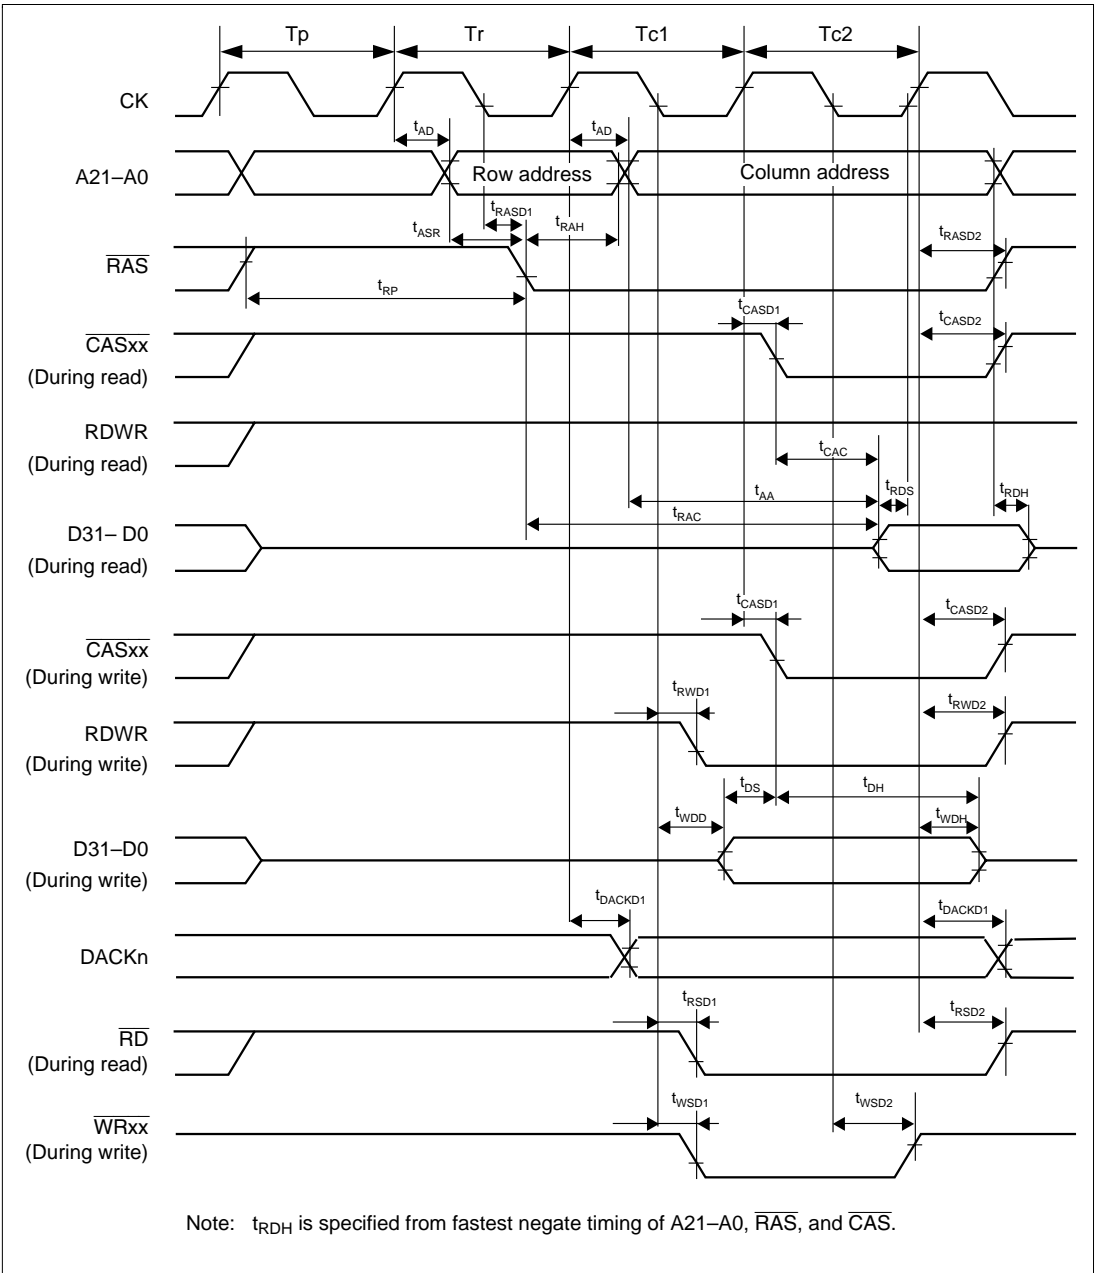 Tp Tr Tc1 Tc2
CK
tAD tAD
A21–A0 Row address Column address
tRASD1
tASR tRAH tRASD2
RAS
tRP
tCASD1 tCASD2
CASxx
(During read)
RDWR
(During read)
tCAC
tAA tRDS tRDH
tRAC
D31– D0
(During read)
tCASD1 tCASD2
CASxx
(During write)
tRWD1 tRWD2
RDWR
(During write)
tDS tDH
tWDD tWDH
D31–D0
(During write)
tDACKD1 tDACKD1
DACKn
tRSD1 tRSD2
RD
(During read)
tWSD1 tWSD2
WRxx
(During write)
Note: tRDH is specified from fastest negate timing of A21–A0, RAS, and CAS.